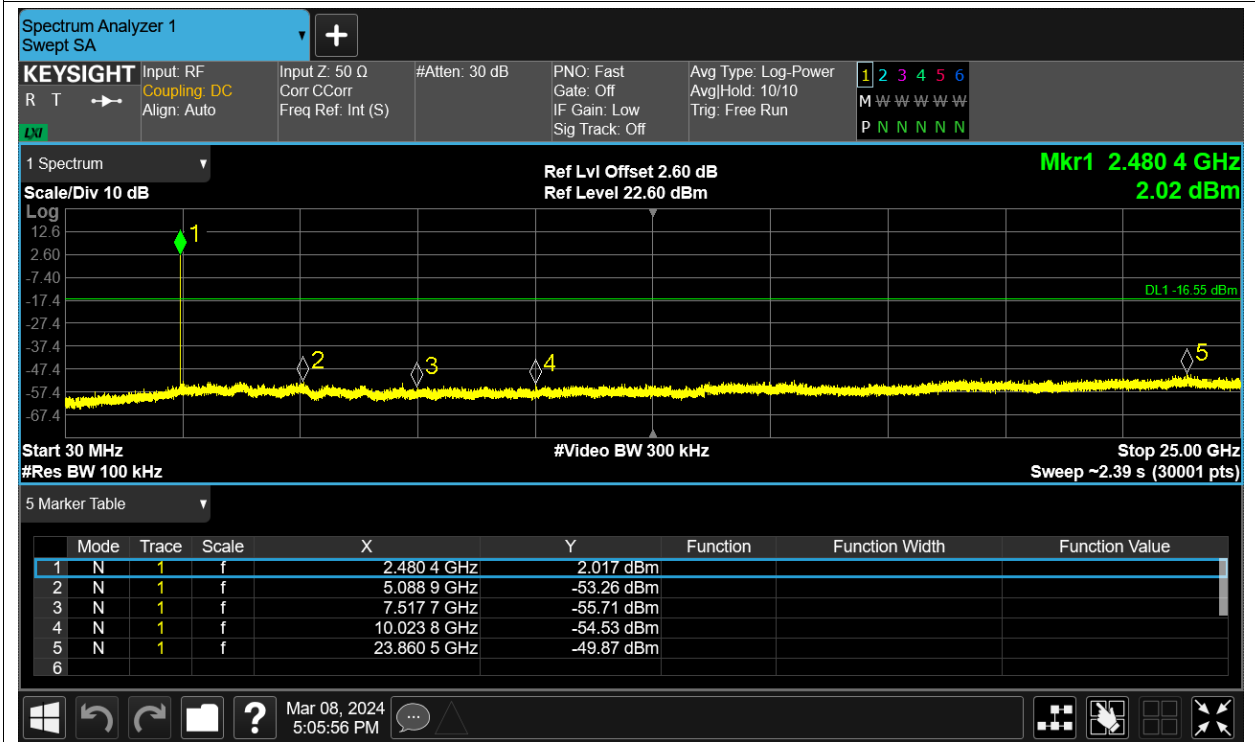 Spectrum Analyzer 1
Swept SA
KEYSIGHT
R T
LXI
Input: RF
Coupling: DC
Align: Auto
Input Z: 50 Ω
Corr CCorr
Freq Ref: Int (S)
#Atten: 30 dB
PNO: Fast
Gate: Off
IF Gain: Low
Sig Track: Off
Avg Type: Log-Power
Avg|Hold: 10/10
Trig: Free Run
1 2 3 4 5 6
M W W W W W
P N N N N N
1 Spectrum
Scale/Div 10 dB
Ref Lvl Offset 2.60 dB
Ref Level 22.60 dBm
Mkr1 2.480 4 GHz
2.02 dBm
Log
12.6
2.60
-7.40
-17.4
-27.4
-37.4
-47.4
-57.4
-67.4
1
2
3
4
5
DL1 -16.55 dBm
Start 30 MHz
#Video BW 300 kHz
Stop 25.00 GHz
#Res BW 100 kHz
Sweep ~2.39 s (30001 pts)
5 Marker Table
Mode Trace Scale X Y Function Function Width Function Value
1 N 1 f 2.480 4 GHz 2.017 dBm
2 N 1 f 5.088 9 GHz -53.26 dBm
3 N 1 f 7.517 7 GHz -55.71 dBm
4 N 1 f 10.023 8 GHz -54.53 dBm
5 N 1 f 23.860 5 GHz -49.87 dBm
6
?
Mar 08, 2024
5:05:56 PM